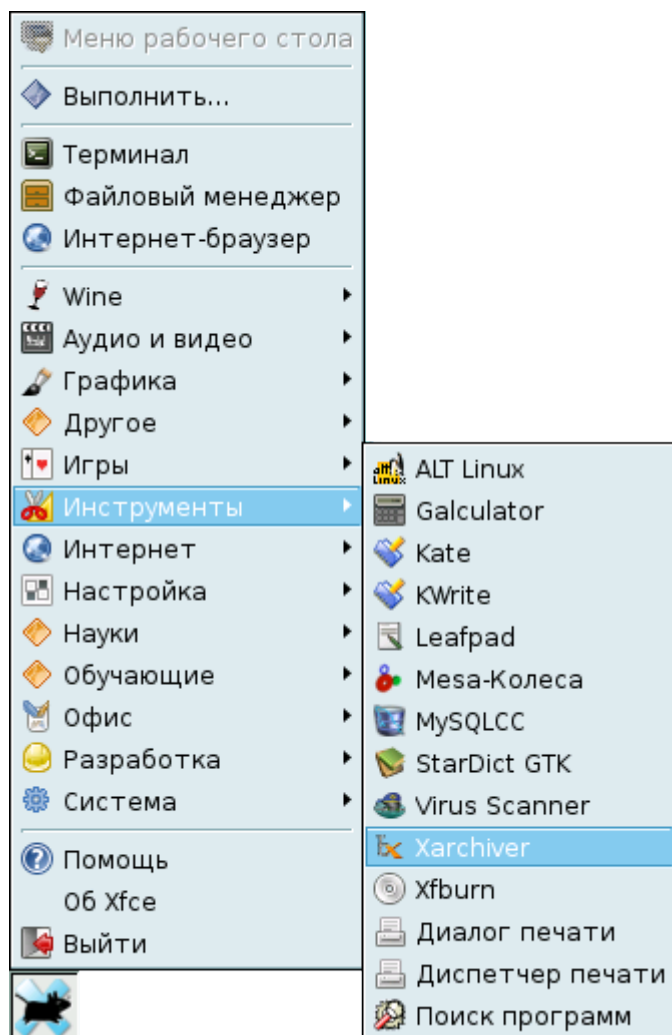 Меню рабочего стола
Выполнить...
Терминал
Файловый менеджер
Интернет-браузер
Wine
Аудио и видео
Графика
Другое
Игры
Инструменты
Интернет
Настройка
Науки
Обучающие
Офис
Разработка
Система
Помощь
Об Xfce
Выйти
ALT Linux
Galculator
Kate
KWrite
Leafpad
Mesa-Колеса
MySQLCC
StarDict GTK
Virus Scanner
Xarchiver
Xfburn
Диалог печати
Диспетчер печати
Поиск программ